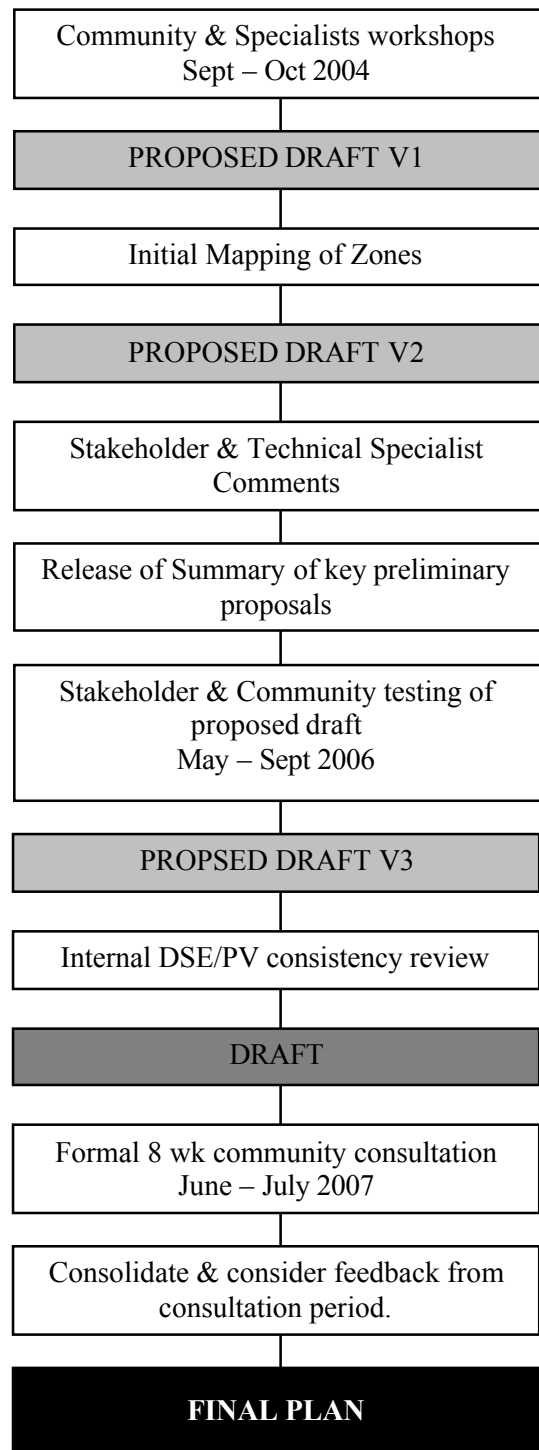 Community & Specialists workshops
Sept – Oct 2004
PROPOSED DRAFT V1
Initial Mapping of Zones
PROPOSED DRAFT V2
Stakeholder & Technical Specialist
Comments
Release of Summary of key preliminary
proposals
Stakeholder & Community testing of
proposed draft
May – Sept 2006
PROPSED DRAFT V3
Internal DSE/PV consistency review
DRAFT
Formal 8 wk community consultation
June – July 2007
Consolidate & consider feedback from
consultation period.
FINAL PLAN